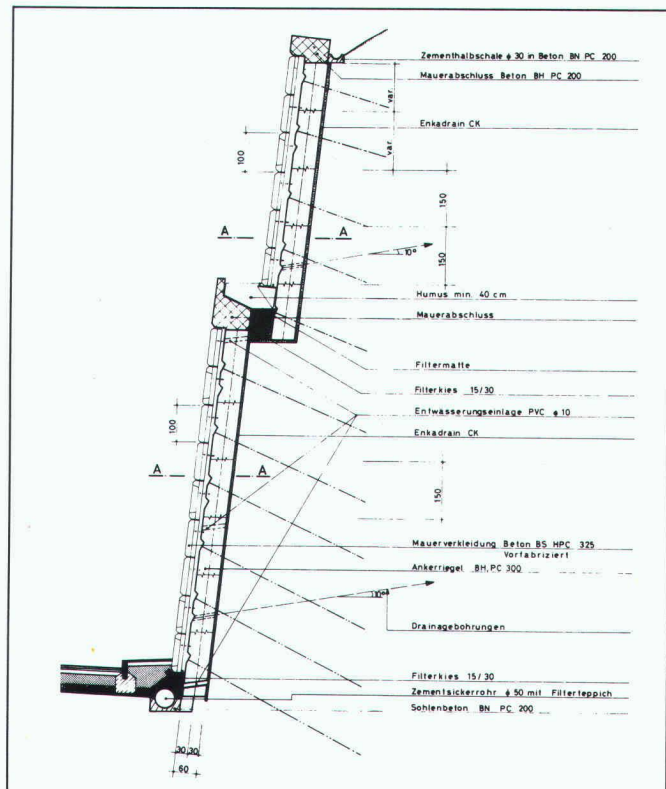 Zementhalbschale ϕ 30 in Beton BN PC 200
Mauerabschluss Beton BH PC 200
var.
Enkadrain CK
var.
100
150
A A
150
10°
Humus min. 40 cm
Mauerabschluss
Filtermatte
Filterkies 15/30
Entwässerungseinlage PVC ϕ 10
Enkadrain CK
100
A A
150
Mauerverkleidung Beton BS HPC 325
Vorfabriziert
Ankerriegel BH, PC 300
10°
Drainagebohrungen
Filterkies 15/30
Zementsickerrohr ϕ 50 mit Filterteppich
Sohlenbeton BN PC 200
30 30
60